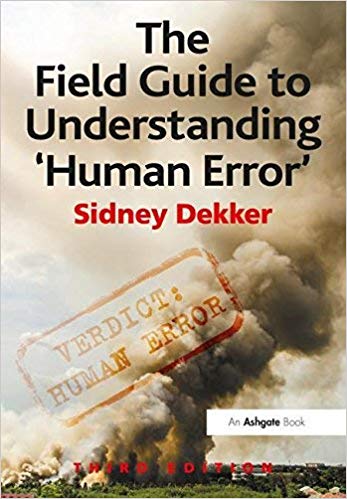 The
Field Guide to
Understanding
‘Human Error’
Sidney Dekker
VERDICT:
HUMAN ERROR
An Ashgate Book
THIRD EDITION